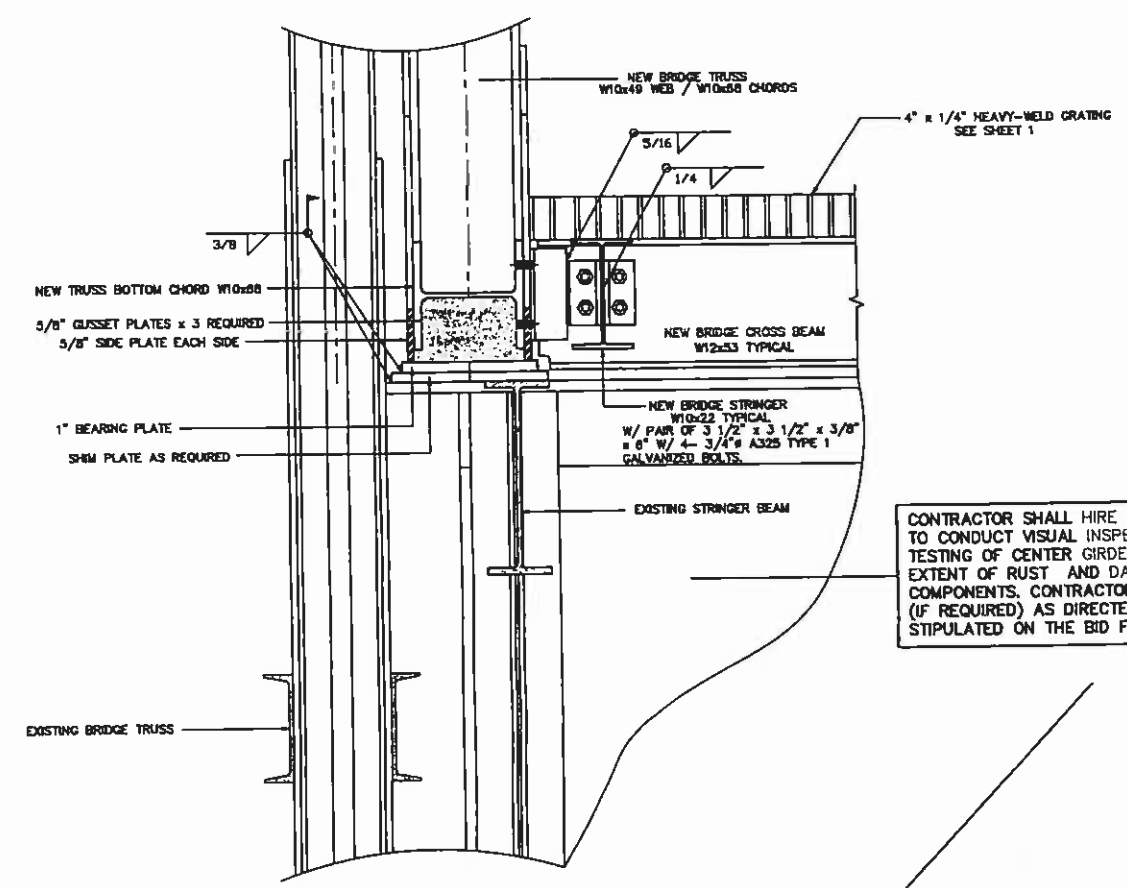 NEW BRIDGE TRUSS
W10x49 WEB / W10x68 CHORDS
4" x 1/4" HEAVY-WELD GRATING
SEE SHEET 1
5/16
1/4
3/8
NEW TRUSS BOTTOM CHORD W10x68
5/8" GUSSET PLATES x 3 REQUIRED
5/8" SIDE PLATE EACH SIDE
NEW BRIDGE CROSS BEAM
W12x53 TYPICAL
1" BEARING PLATE
SHIM PLATE AS REQUIRED
NEW BRIDGE STRINGER
W10x22 TYPICAL
W/ PAIR OF 3 1/2" x 3 1/2" x 3/8"
x 6" W/ 4- 3/4"ø A325 TYPE 1
GALVANIZED BOLTS.
EXISTING STRINGER BEAM
CONTRACTOR SHALL HIRE
TO CONDUCT VISUAL INSPE
TESTING OF CENTER GIRDE
EXTENT OF RUST AND DA
COMPONENTS. CONTRACTOR
(IF REQUIRED) AS DIRECTE
STIPULATED ON THE BID F
EXISTING BRIDGE TRUSS